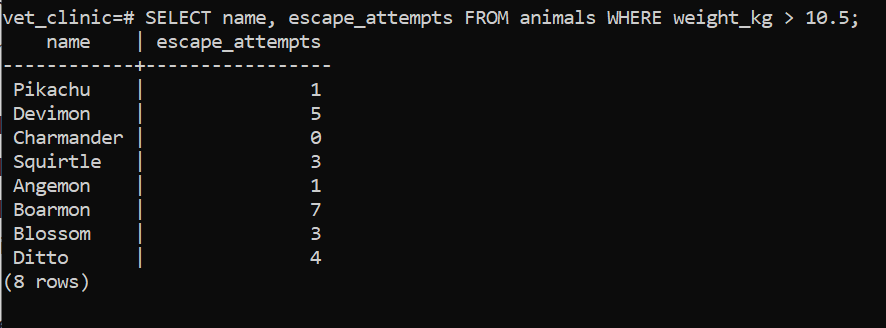 vet_clinic=# SELECT name, escape_attempts FROM animals WHERE weight_kg > 10.5;
    name    | escape_attempts
------------+-----------------
 Pikachu    |               1
 Devimon    |               5
 Charmander |               0
 Squirtle   |               3
 Angemon    |               1
 Boarmon    |               7
 Blossom    |               3
 Ditto      |               4
(8 rows)